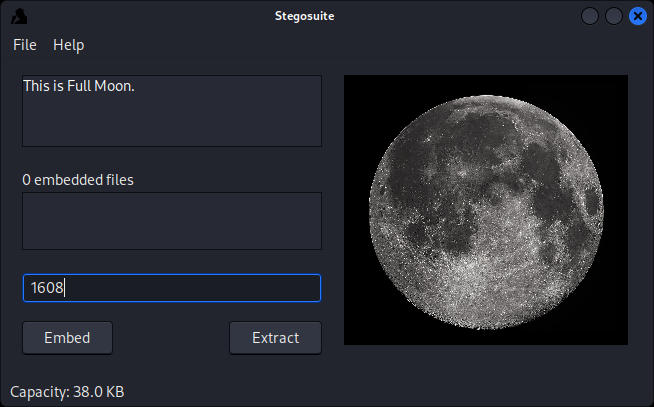 Stegosuite
File Help
This is Full Moon.
0 embedded files
1608
Embed Extract
Capacity: 38.0 KB